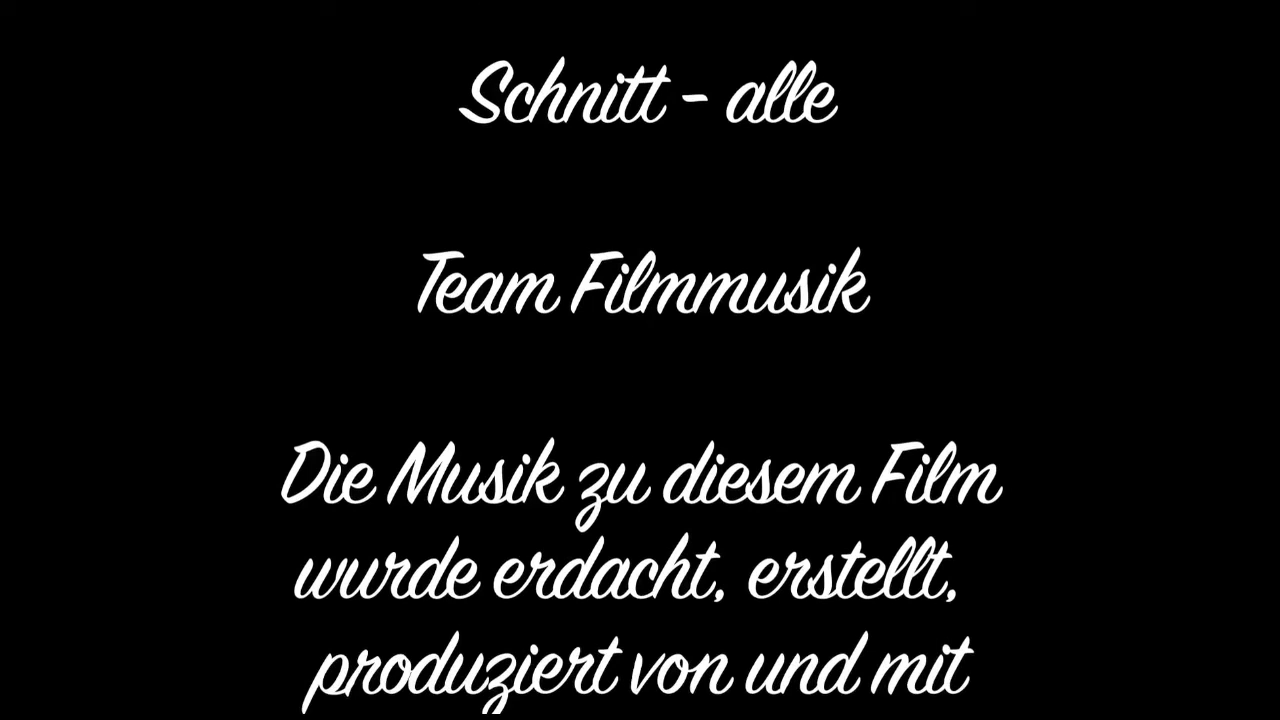 Schnitt - alle
Team Filmmusik
Die Musik zu diesem Film
wurde erdacht, erstellt,
produziert von und mit